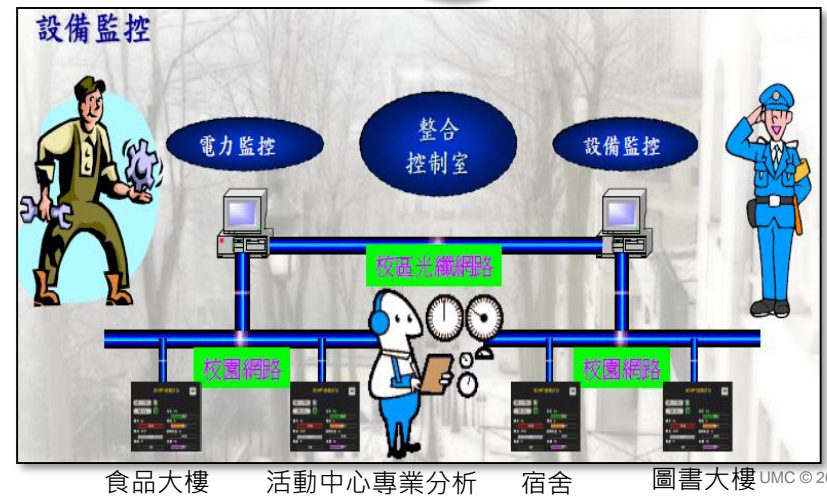 設備監控
電力監控
整合
控制室
設備監控
校區光纖網路
校園網路
校園網路
食品大樓
活動中心專業分析
宿舍
圖書大樓
UMC © 20